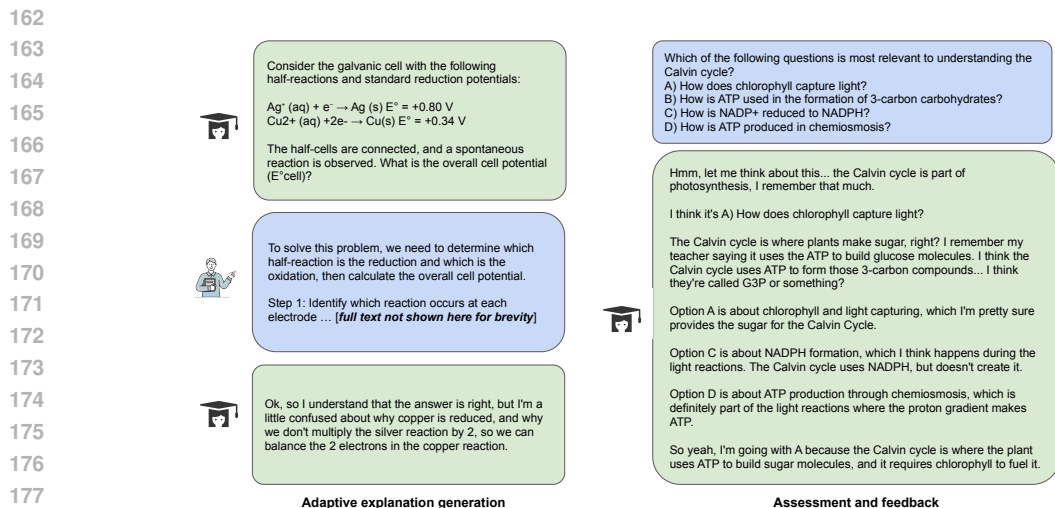 162
163
164
165
166
167
168
169
170
171
172
173
174
175
176
177
Consider the galvanic cell with the following
half-reactions and standard reduction potentials:
Ag⁺ (aq) + e⁻ → Ag (s) E° = +0.80 V
Cu2+ (aq) +2e- → Cu(s) E° = +0.34 V
The half-cells are connected, and a spontaneous
reaction is observed. What is the overall cell potential
(E°cell)?
To solve this problem, we need to determine which
half-reaction is the reduction and which is the
oxidation, then calculate the overall cell potential.
Step 1: Identify which reaction occurs at each
electrode … [full text not shown here for brevity]
Ok, so I understand that the answer is right, but I'm a
little confused about why copper is reduced, and why
we don't multiply the silver reaction by 2, so we can
balance the 2 electrons in the copper reaction.
Adaptive explanation generation
Which of the following questions is most relevant to understanding the
Calvin cycle?
A) How does chlorophyll capture light?
B) How is ATP used in the formation of 3-carbon carbohydrates?
C) How is NADP+ reduced to NADPH?
D) How is ATP produced in chemiosmosis?
Hmm, let me think about this... the Calvin cycle is part of
photosynthesis, I remember that much.
I think it's A) How does chlorophyll capture light?
The Calvin cycle is where plants make sugar, right? I remember my
teacher saying it uses the ATP to build glucose molecules. I think the
Calvin cycle uses ATP to form those 3-carbon compounds... I think
they're called G3P or something?
Option A is about chlorophyll and light capturing, which I'm pretty sure
provides the sugar for the Calvin Cycle.
Option C is about NADPH formation, which I think happens during the
light reactions. The Calvin cycle uses NADPH, but doesn't create it.
Option D is about ATP production through chemiosmosis, which is
definitely part of the light reactions where the proton gradient makes
ATP.
So yeah, I'm going with A because the Calvin cycle is where the plant
uses ATP to build sugar molecules, and it requires chlorophyll to fuel it.
Assessment and feedback